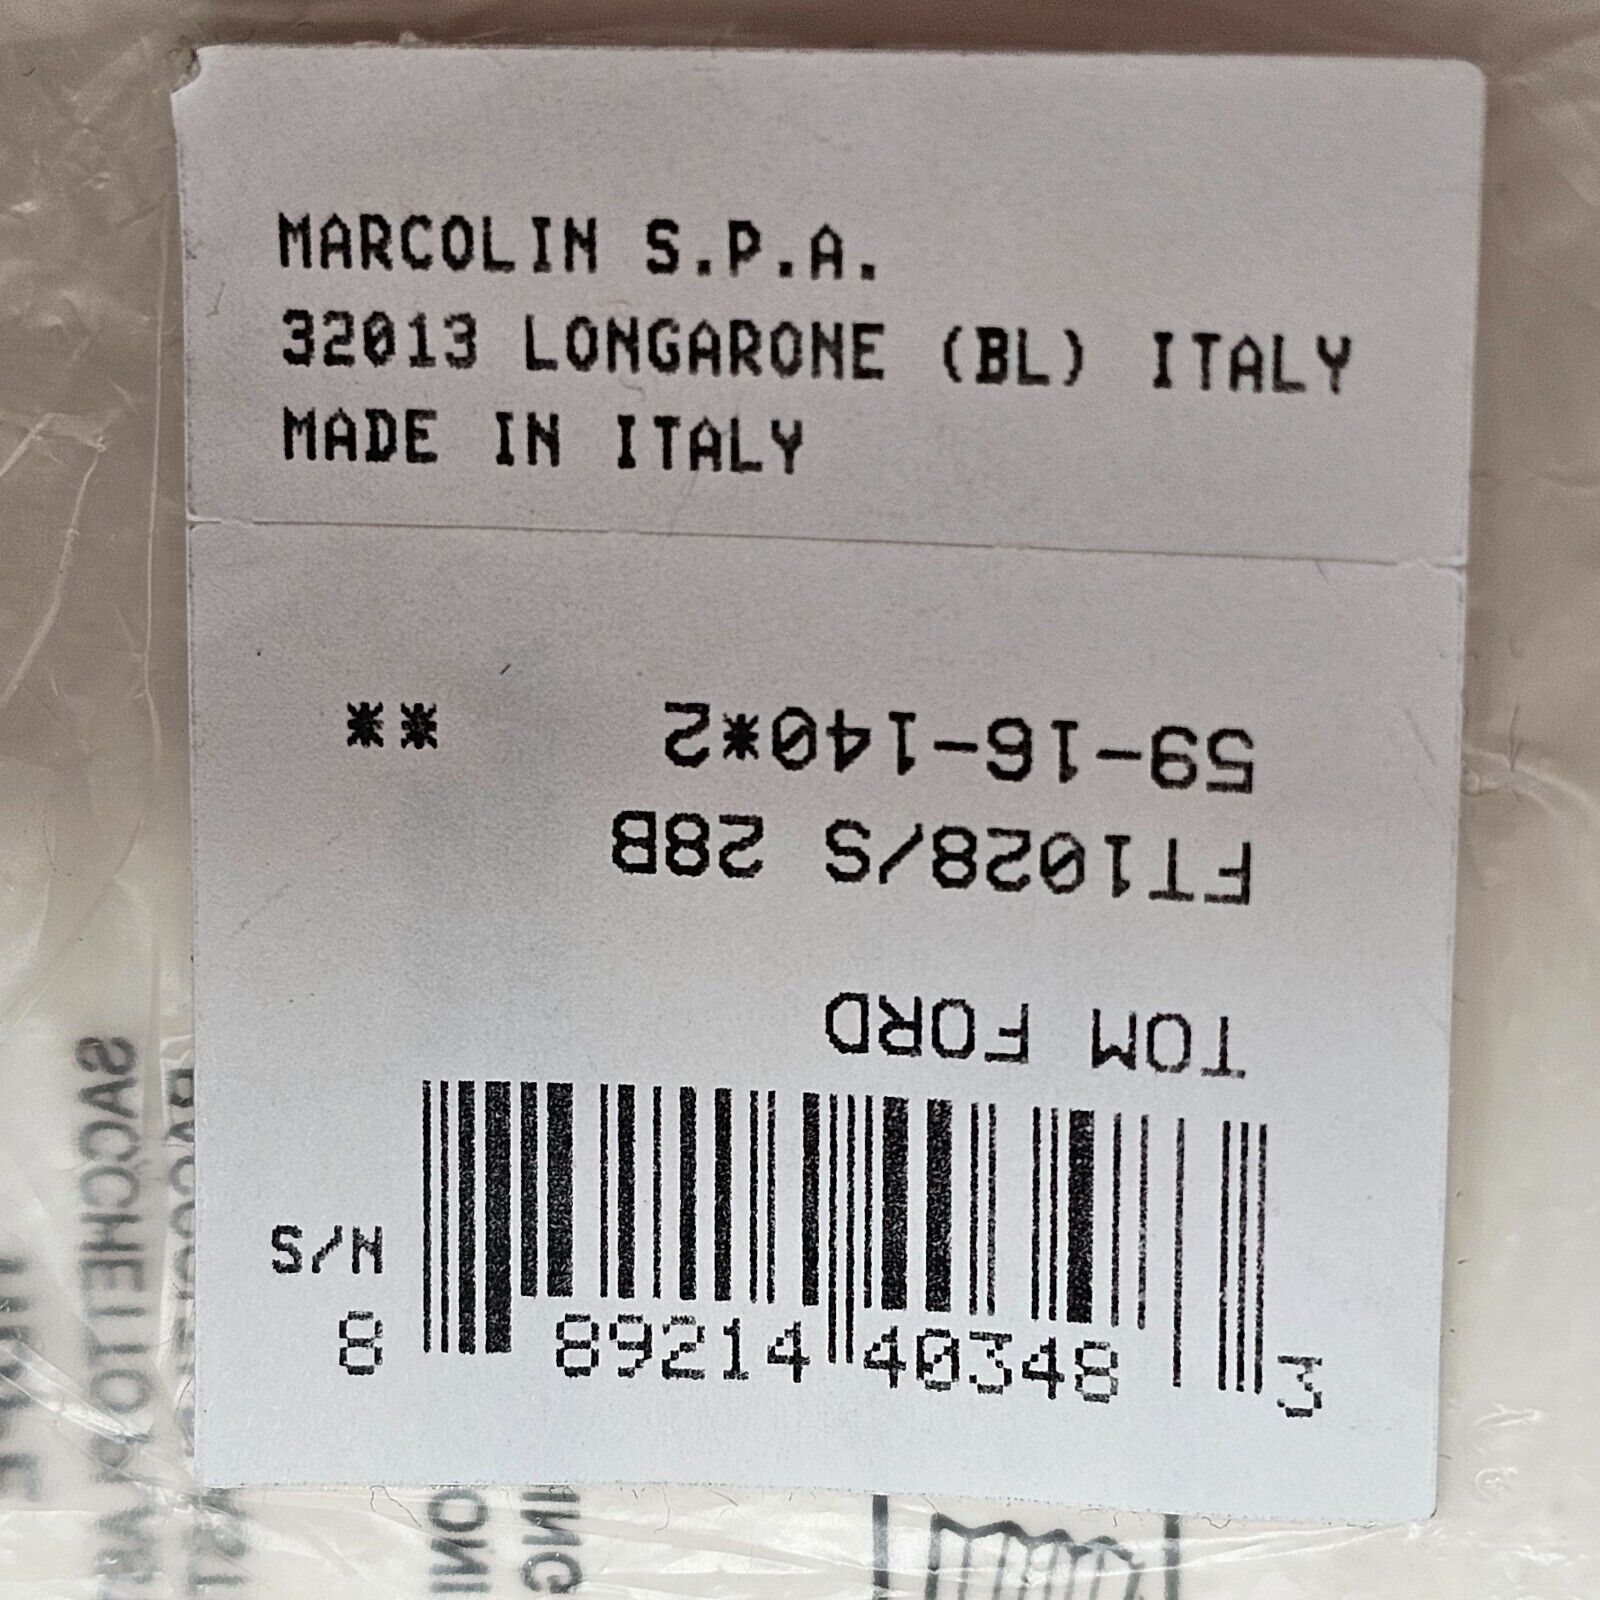 MARCOLIN S.P.A.
32013 LONGARONE (BL) ITALY
MADE IN ITALY
59-16-140*2 **
FT1028/S 28B
TOM FORD
N/S
8 89214 40348 3
SACCHETTO